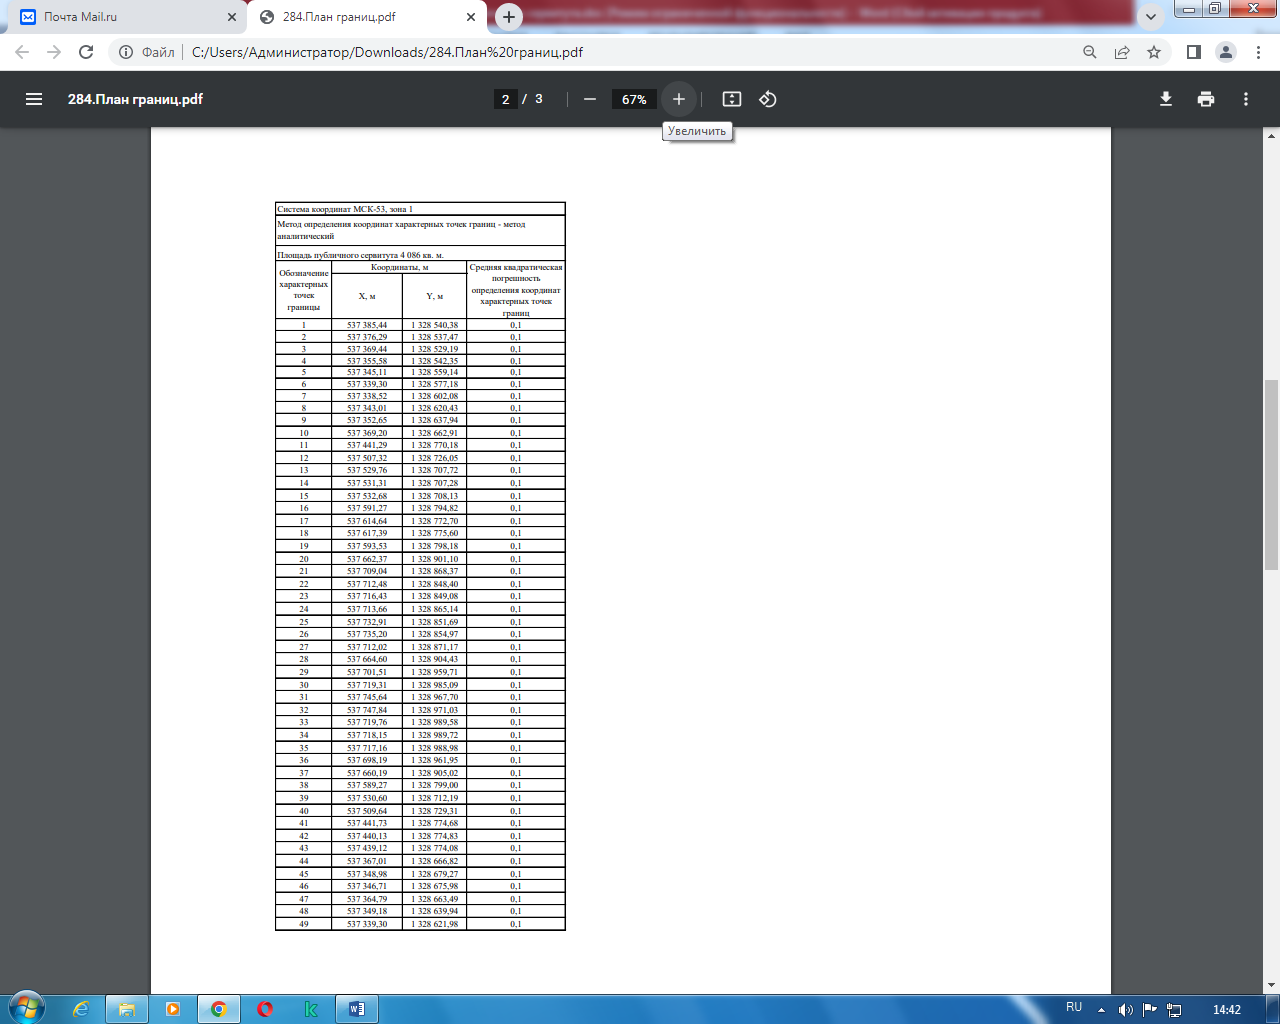 Почта Mail.ru
284.План границ.pdf
Файл
C:/Users/Администратор/Downloads/284.План%20границ.pdf
284.План границ.pdf
2 / 3
67%
Увеличить
Система координат МСК-53, зона 1
Метод определения координат характерных точек границ - метод
аналитический
Площадь публичного сервитута 4 086 кв. м.
Обозначение характерных точек границы
Координаты, м
Средняя квадратическая погрешность определения координат характерных точек границ
X, м
Y, м
1 537 385,44 1 328 540,38 0,1
2 537 376,29 1 328 537,47 0,1
3 537 369,44 1 328 529,19 0,1
4 537 355,58 1 328 542,35 0,1
5 537 345,11 1 328 559,14 0,1
6 537 339,30 1 328 577,18 0,1
7 537 338,52 1 328 602,08 0,1
8 537 343,01 1 328 620,43 0,1
9 537 352,65 1 328 637,94 0,1
10 537 369,20 1 328 662,91 0,1
11 537 441,29 1 328 770,18 0,1
12 537 507,32 1 328 726,05 0,1
13 537 529,76 1 328 707,72 0,1
14 537 531,31 1 328 707,28 0,1
15 537 532,68 1 328 708,13 0,1
16 537 591,27 1 328 794,82 0,1
17 537 614,64 1 328 772,70 0,1
18 537 617,39 1 328 775,60 0,1
19 537 593,53 1 328 798,18 0,1
20 537 662,37 1 328 901,10 0,1
21 537 709,04 1 328 868,37 0,1
22 537 712,48 1 328 848,40 0,1
23 537 716,43 1 328 849,08 0,1
24 537 713,66 1 328 865,14 0,1
25 537 732,91 1 328 851,69 0,1
26 537 735,20 1 328 854,97 0,1
27 537 712,02 1 328 871,17 0,1
28 537 664,60 1 328 904,43 0,1
29 537 701,51 1 328 959,71 0,1
30 537 719,31 1 328 985,09 0,1
31 537 745,64 1 328 967,70 0,1
32 537 747,84 1 328 971,03 0,1
33 537 719,76 1 328 989,58 0,1
34 537 718,15 1 328 989,72 0,1
35 537 717,16 1 328 988,98 0,1
36 537 698,19 1 328 961,95 0,1
37 537 660,19 1 328 905,02 0,1
38 537 589,27 1 328 799,00 0,1
39 537 530,60 1 328 712,19 0,1
40 537 509,64 1 328 729,31 0,1
41 537 441,73 1 328 774,68 0,1
42 537 440,13 1 328 774,83 0,1
43 537 439,12 1 328 774,08 0,1
44 537 367,01 1 328 666,82 0,1
45 537 348,98 1 328 679,27 0,1
46 537 346,71 1 328 675,98 0,1
47 537 364,79 1 328 663,49 0,1
48 537 349,18 1 328 639,94 0,1
49 537 339,30 1 328 621,98 0,1
RU
14:42